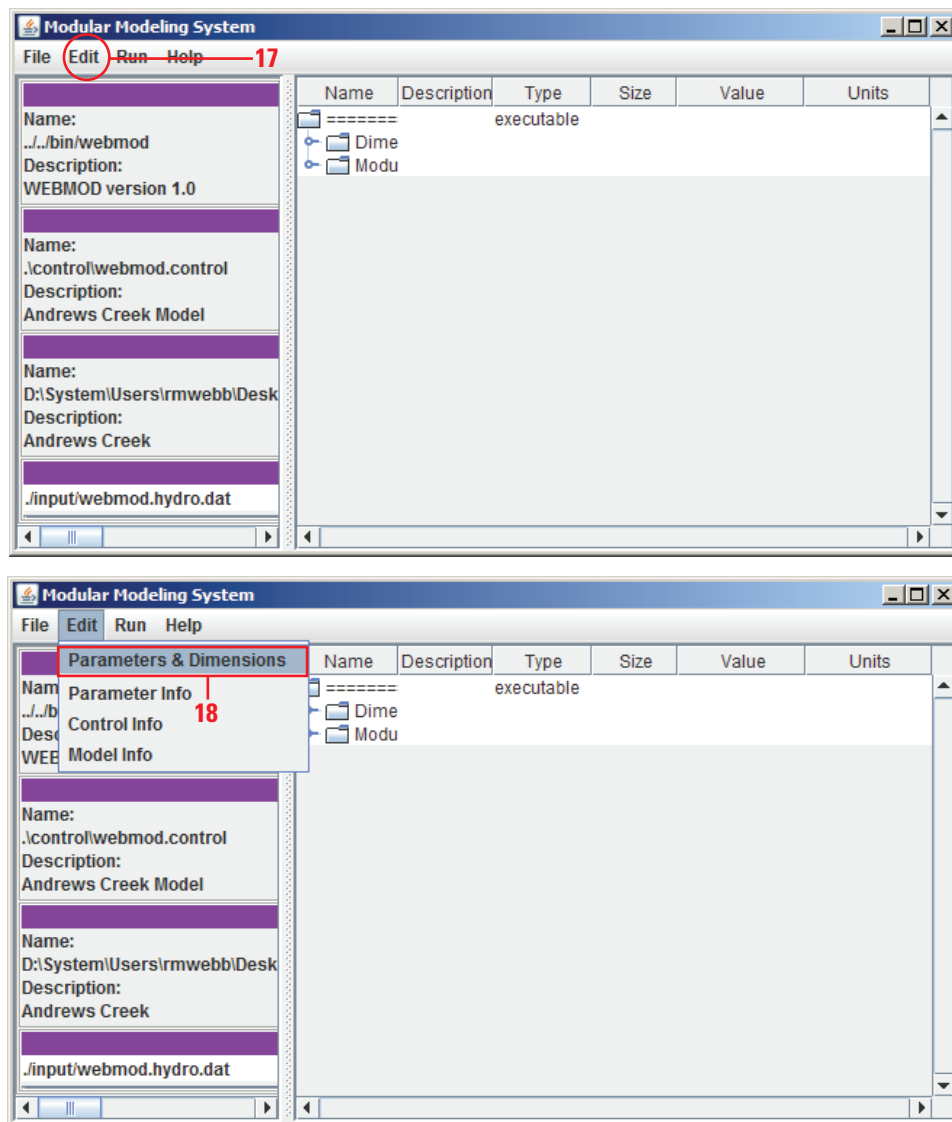 Modular Modeling System
File Edit Run Help 17
Name:
../../bin/webmod
Description:
WEBMOD version 1.0
Name:
.\control\webmod.control
Description:
Andrews Creek Model
Name:
D:\System\Users\rmwebb\Desk
Description:
Andrews Creek
./input/webmod.hydro.dat
Name Description Type Size Value Units
======= executable
Dime
Modu
Modular Modeling System
File Edit Run Help
Parameters & Dimensions
Parameter Info
18
Control Info
Model Info
Nam
../../b
Desc
WEE
Name:
.\control\webmod.control
Description:
Andrews Creek Model
Name:
D:\System\Users\rmwebb\Desk
Description:
Andrews Creek
./input/webmod.hydro.dat
Name Description Type Size Value Units
======= executable
Dime
Modu